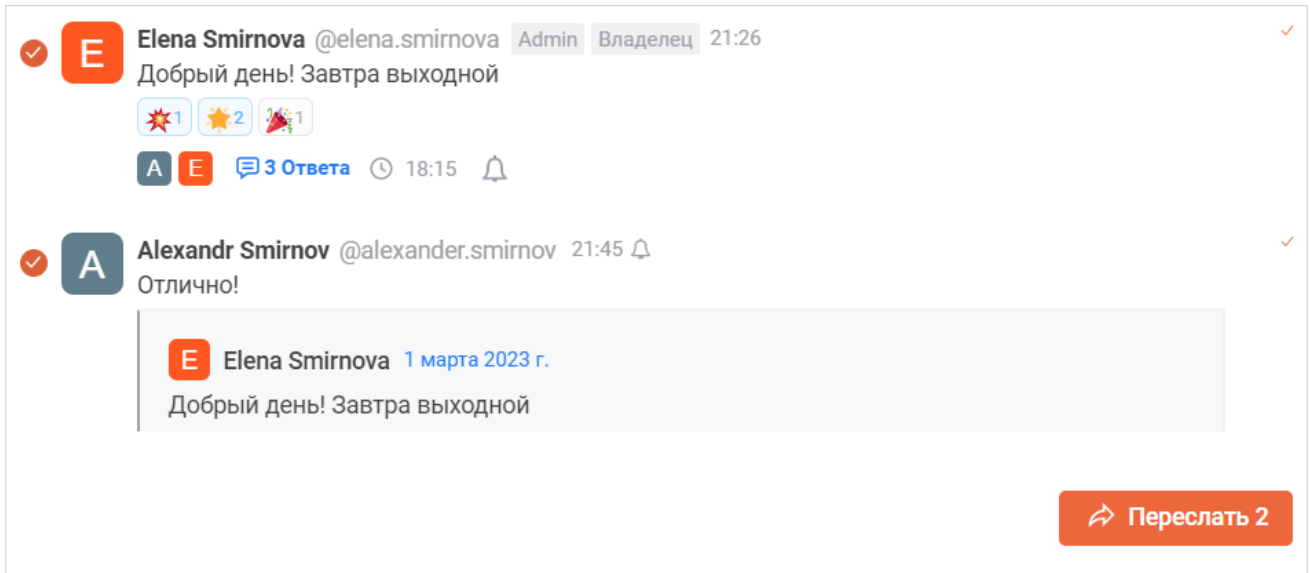 E Elena Smirnova @elena.smirnova Admin Владелец 21:26
Добрый день! Завтра выходной
1 2 1
A E 3 Ответа 18:15
A Alexandr Smirnov @alexander.smirnov 21:45
Отлично!
E Elena Smirnova 1 марта 2023 г.
Добрый день! Завтра выходной
Переслать 2